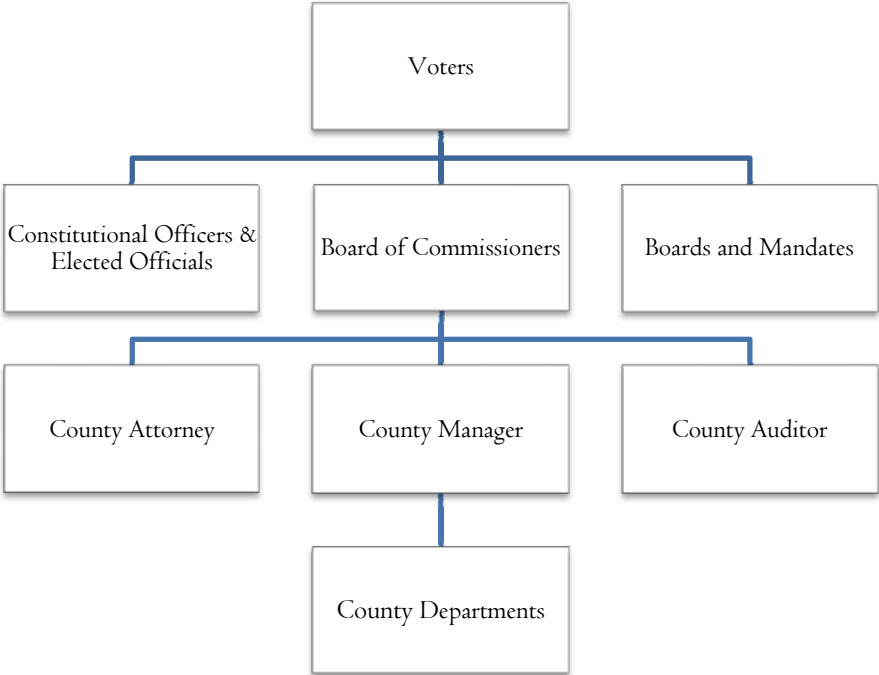 Voters
Constitutional Officers &
Elected Officials
Board of Commissioners
Boards and Mandates
County Attorney
County Manager
County Auditor
County Departments